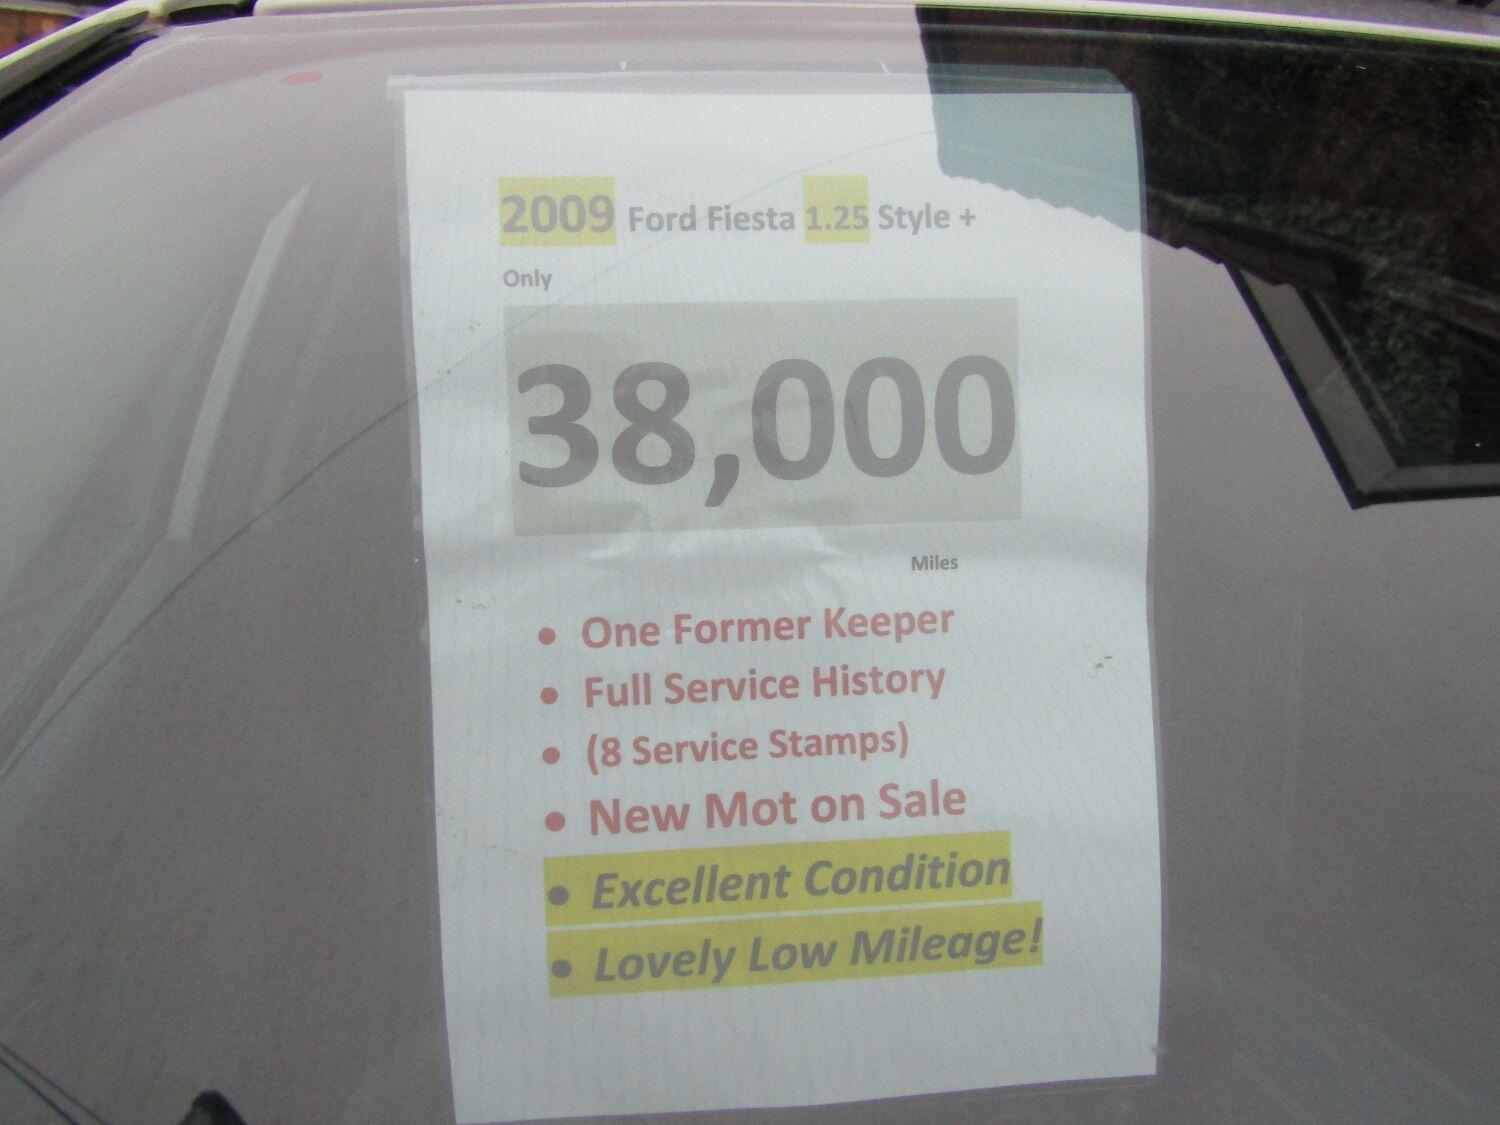 2009 Ford Fiesta 1.25 Style +
Only
38,000
Miles
• One Former Keeper
• Full Service History
• (8 Service Stamps)
• New Mot on Sale
• Excellent Condition
• Lovely Low Mileage!